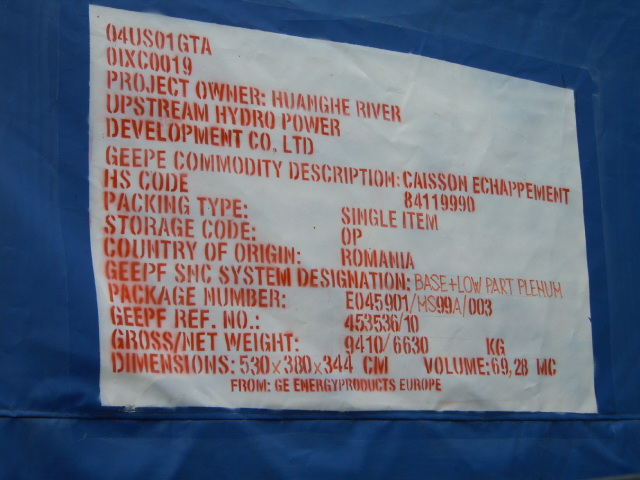 04US01GTA
0IXC0019
PROJECT OWNER: HUANGHE RIVER
UPSTREAM HYDRO POWER
DEVELOPMENT CO. LTD
GEEPE COMMODITY DESCRIPTION: CAISSON ECHAPPEMENT
HS CODE 84119990
PACKING TYPE: SINGLE ITEM
STORAGE CODE: OP
COUNTRY OF ORIGIN: ROMANIA
GEEPF SNC SYSTEM DESIGNATION: BASE+LOW PART PLENUM
PACKAGE NUMBER: E045901/MS99A/003
GEEPF REF. NO.: 453536/10
GROSS/NET WEIGHT: 9410/6630 KG
DIMENSIONS: 530x380x344 CM VOLUME: 69,28 MC
FROM: GE ENERGYPRODUCTS EUROPE